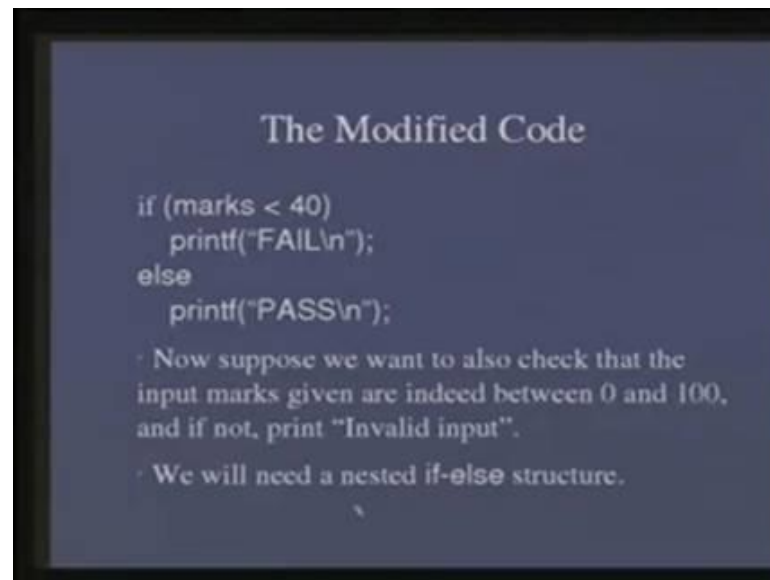 The Modified Code
if (marks < 40)
printf("FAIL\n");
else
printf("PASS\n");
· Now suppose we want to also check that the
input marks given are indeed between 0 and 100,
and if not, print “Invalid input”.
· We will need a nested if-else structure.